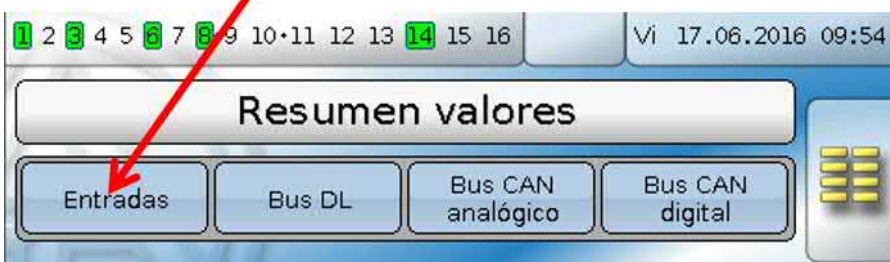 1 2 3 4 5 6 7 8 9 10·11 12 13 14 15 16 Vi 17.06.2016 09:54
Resumen valores
Entradas Bus DL Bus CAN analógico Bus CAN digital